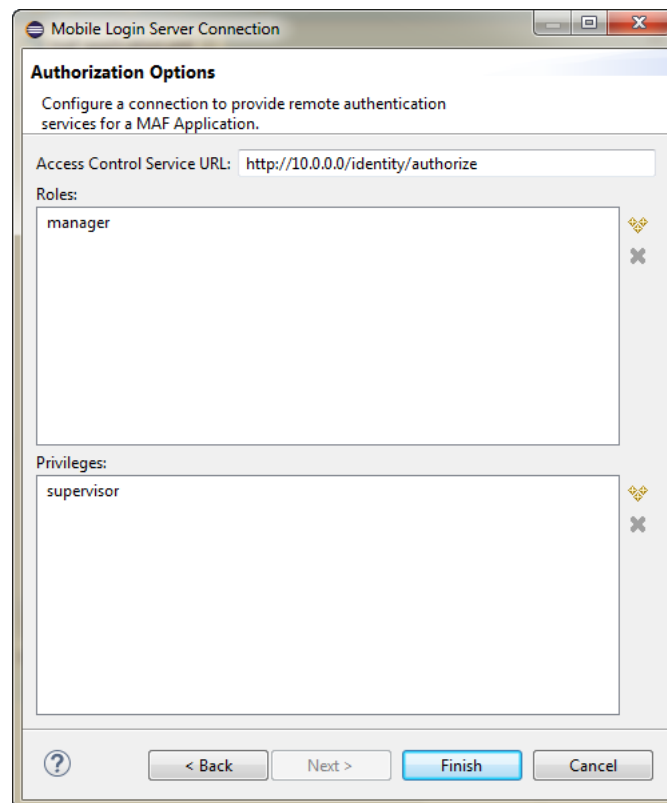 Mobile Login Server Connection
Authorization Options
Configure a connection to provide remote authentication
services for a MAF Application.
Access Control Service URL: http://10.0.0.0/identity/authorize
Roles:
manager
Privileges:
supervisor
? < Back Next > Finish Cancel